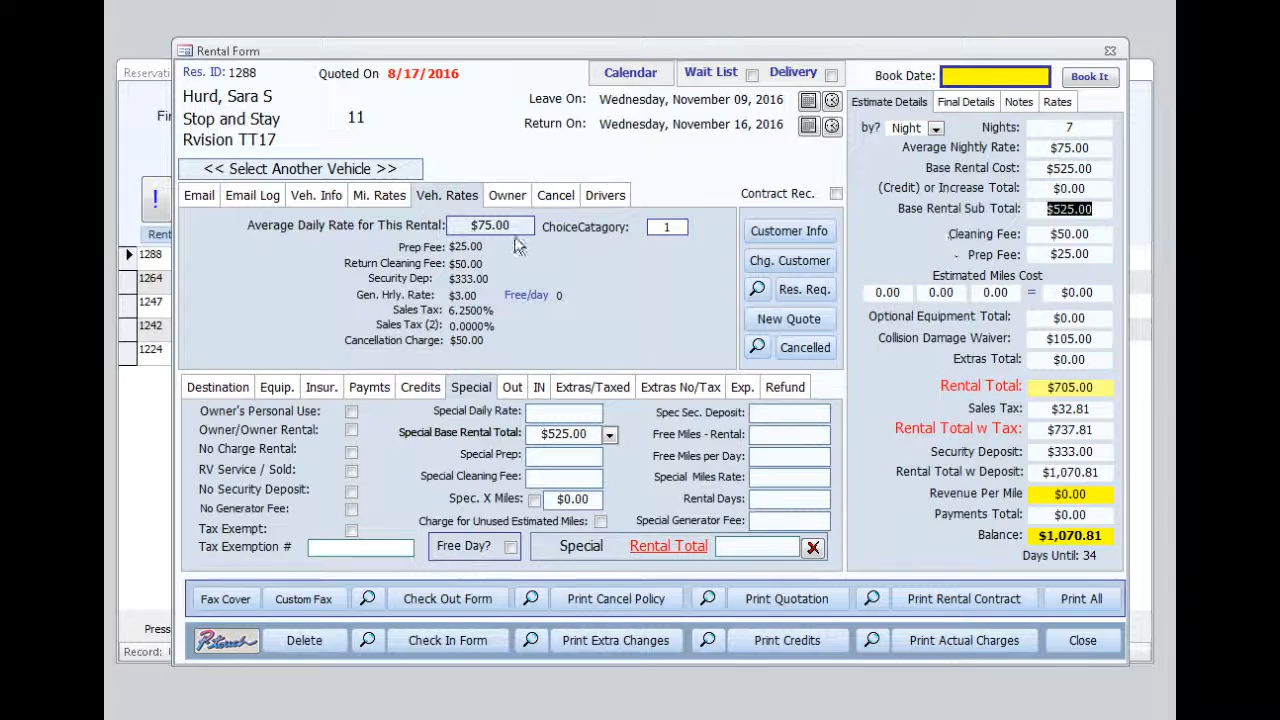 Rental Form
Reservati
Res. ID: 1288
Quoted On 8/17/2016
Calendar
Wait List
Delivery
Book Date:
Book It
Hurd, Sara S
Leave On: Wednesday, November 09, 2016
Stop and Stay
11
Return On: Wednesday, November 16, 2016
Rvision TT17
Estimate Details
Final Details
Notes
Rates
Fir
<< Select Another Vehicle >>
by? Night Nights: 7
Average Nightly Rate: $75.00
Base Rental Cost: $525.00
(Credit) or Increase Total: $0.00
Base Rental Sub Total: $525.00
Cleaning Fee: $50.00
Prep Fee: $25.00
Estimated Miles Cost
0.00 0.00 0.00 = $0.00
Optional Equipment Total: $0.00
Collision Damage Waiver: $105.00
Extras Total: $0.00
Rental Total: $705.00
Sales Tax: $32.81
Rental Total w Tax: $737.81
Security Deposit: $333.00
Rental Total w Deposit: $1,070.81
Revenue Per Mile $0.00
Payments Total: $0.00
Balance: $1,070.81
Days Until: 34
Email
Email Log
Veh. Info
Mi. Rates
Veh. Rates
Owner
Cancel
Drivers
Contract Rec.
!
Rent
1288
1264
1247
1242
1224
Average Daily Rate for This Rental: $75.00 ChoiceCatagory: 1
Prep Fee: $25.00
Return Cleaning Fee: $50.00
Security Dep: $333.00
Gen. Hrly. Rate: $3.00 Free/day 0
Sales Tax: 6.2500%
Sales Tax (2): 0.0000%
Cancellation Charge: $50.00
Customer Info
Chg. Customer
Res. Req.
New Quote
Cancelled
Destination
Equip.
Insur.
Paymts
Credits
Special
Out
IN
Extras/Taxed
Extras No/Tax
Exp.
Refund
Owner's Personal Use:
Owner/Owner Rental:
No Charge Rental:
RV Service / Sold:
No Security Deposit:
No Generator Fee:
Tax Exempt:
Tax Exemption #
Special Daily Rate:
Special Base Rental Total: $525.00
Special Prep:
Special Cleaning Fee:
Spec. X Miles: $0.00
Charge for Unused Estimated Miles:
Free Day?
Special Rental Total
Spec Sec. Deposit:
Free Miles - Rental:
Free Miles per Day:
Special Miles Rate:
Rental Days:
Special Generator Fee:
Fax Cover
Custom Fax
Check Out Form
Print Cancel Policy
Print Quotation
Print Rental Contract
Print All
Press
Delete
Check In Form
Print Extra Changes
Print Credits
Print Actual Charges
Close
Record: